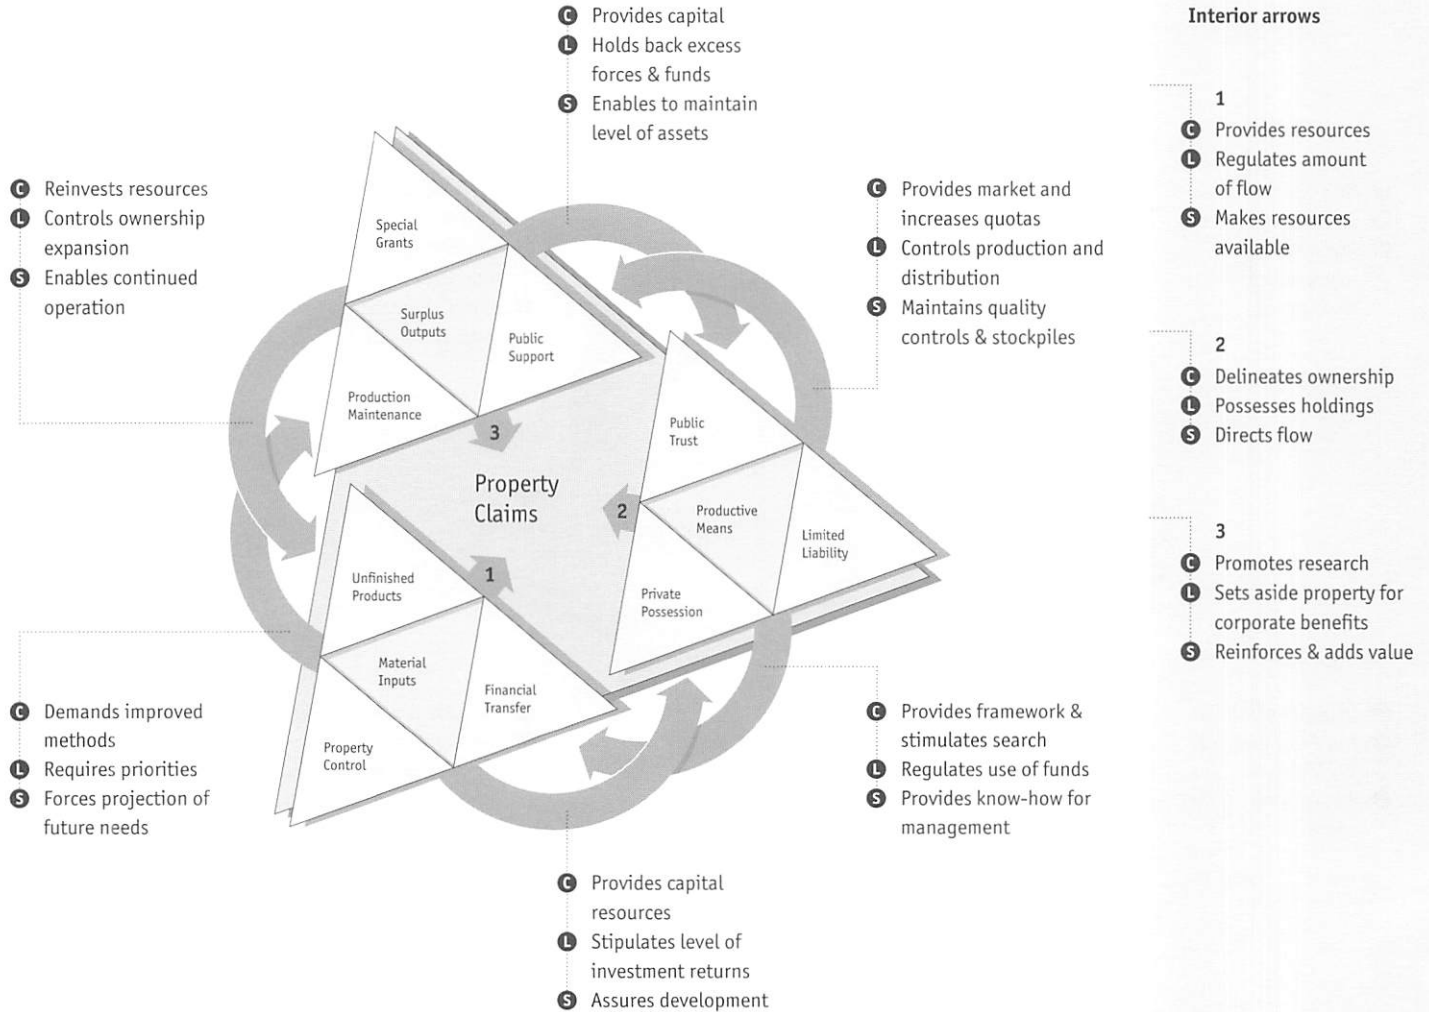 C Provides capital
L Holds back excess
forces & funds
S Enables to maintain
level of assets
C Reinvests resources
L Controls ownership
expansion
S Enables continued
operation
C Provides market and
increases quotas
L Controls production and
distribution
S Maintains quality
controls & stockpiles
Special
Grants
Surplus
Outputs
Public
Support
Production
Maintenance
3
Property
Claims
2
1
Public
Trust
Productive
Means
Limited
Liability
Private
Possession
Unfinished
Products
Material
Inputs
Financial
Transfer
Property
Control
C Demands improved
methods
L Requires priorities
S Forces projection of
future needs
C Provides framework &
stimulates search
L Regulates use of funds
S Provides know-how for
management
C Provides capital
resources
L Stipulates level of
investment returns
S Assures development
Interior arrows
1
C Provides resources
L Regulates amount
of flow
S Makes resources
available
2
C Delineates ownership
L Possesses holdings
S Directs flow
3
C Promotes research
L Sets aside property for
corporate benefits
S Reinforces & adds value